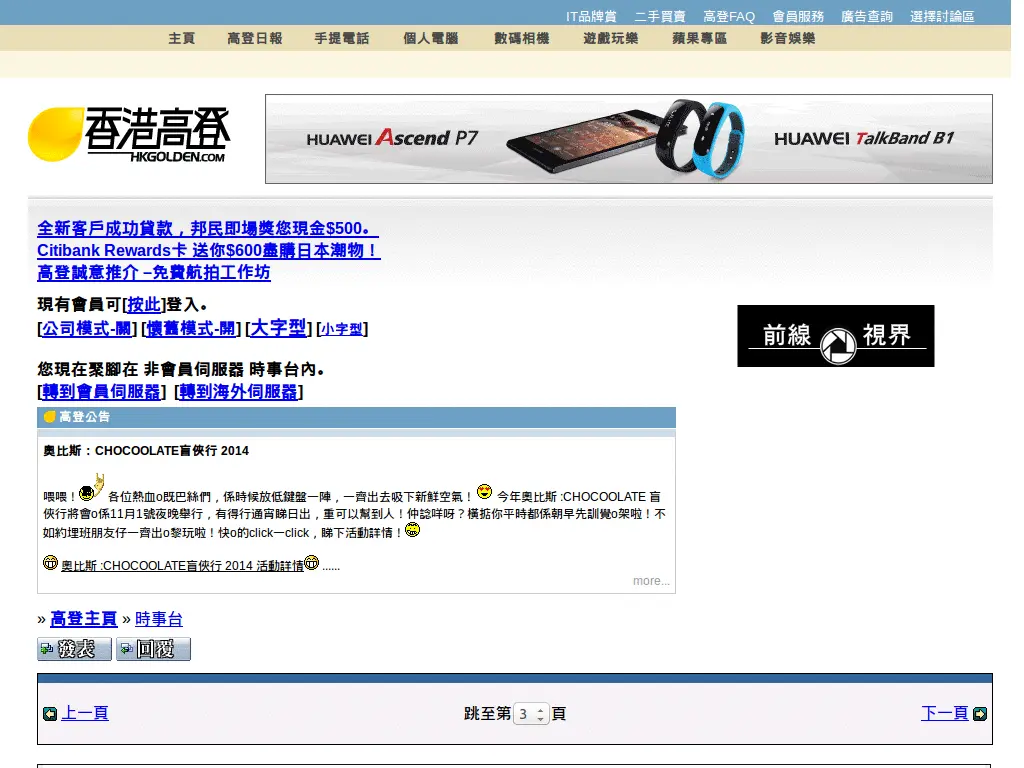 IT品牌賞 二手買賣 高登FAQ 會員服務 廣告查詢 選擇討論區
主頁 高登日報 手提電話 個人電腦 數碼相機 遊戲玩樂 蘋果專區 影音娛樂
香港高登
HKGOLDEN.COM
HUAWEI Ascend P7
HUAWEI TalkBand B1
全新客戶成功貸款，邦民即場獎您現金$500。
Citibank Rewards卡 送你$600盡購日本潮物！
高登誠意推介 –免費航拍工作坊
現有會員可[按此]登入。
[公司模式-關] [懷舊模式-開] [大字型] [小字型]
前線 視界
您現在聚腳在 非會員伺服器 時事台內。
[轉到會員伺服器] [轉到海外伺服器]
高登公告
奧比斯：CHOCOOLATE盲俠行 2014
喂喂！ 各位熱血o既巴絲們，係時候放低鍵盤一陣，一齊出去吸下新鮮空氣！ 今年奧比斯 :CHOCOOLATE 盲
俠行將會o係11月1號夜晚舉行，有得行通宵睇日出，重可以幫到人！仲諗咩呀？橫掂你平時都係朝早先訓覺o架啦！不
如約埋班朋友仔一齊出o黎玩啦！快o的click一click，睇下活動詳情！
奧比斯 :CHOCOOLATE盲俠行 2014 活動詳情 ......
more...
» 高登主頁 » 時事台
發表 回覆
上一頁 跳至第 3 頁 下一頁